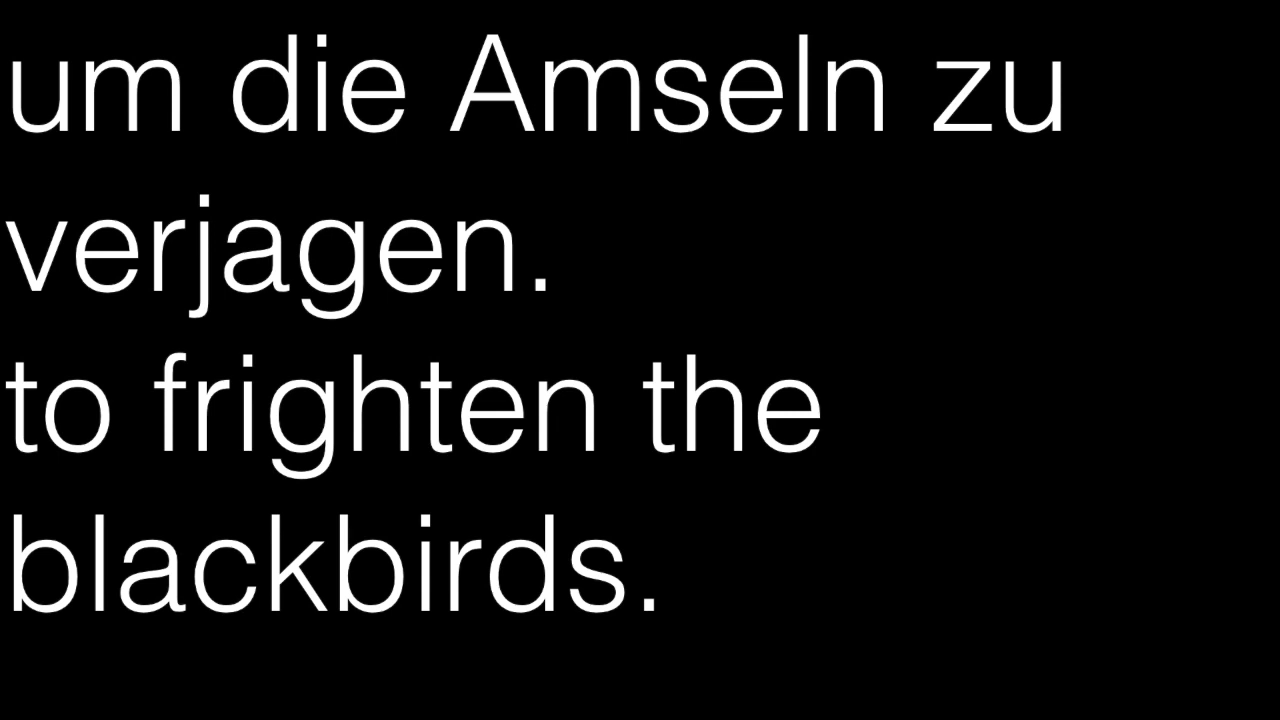 um die Amseln zu
verjagen.
to frighten the
blackbirds.